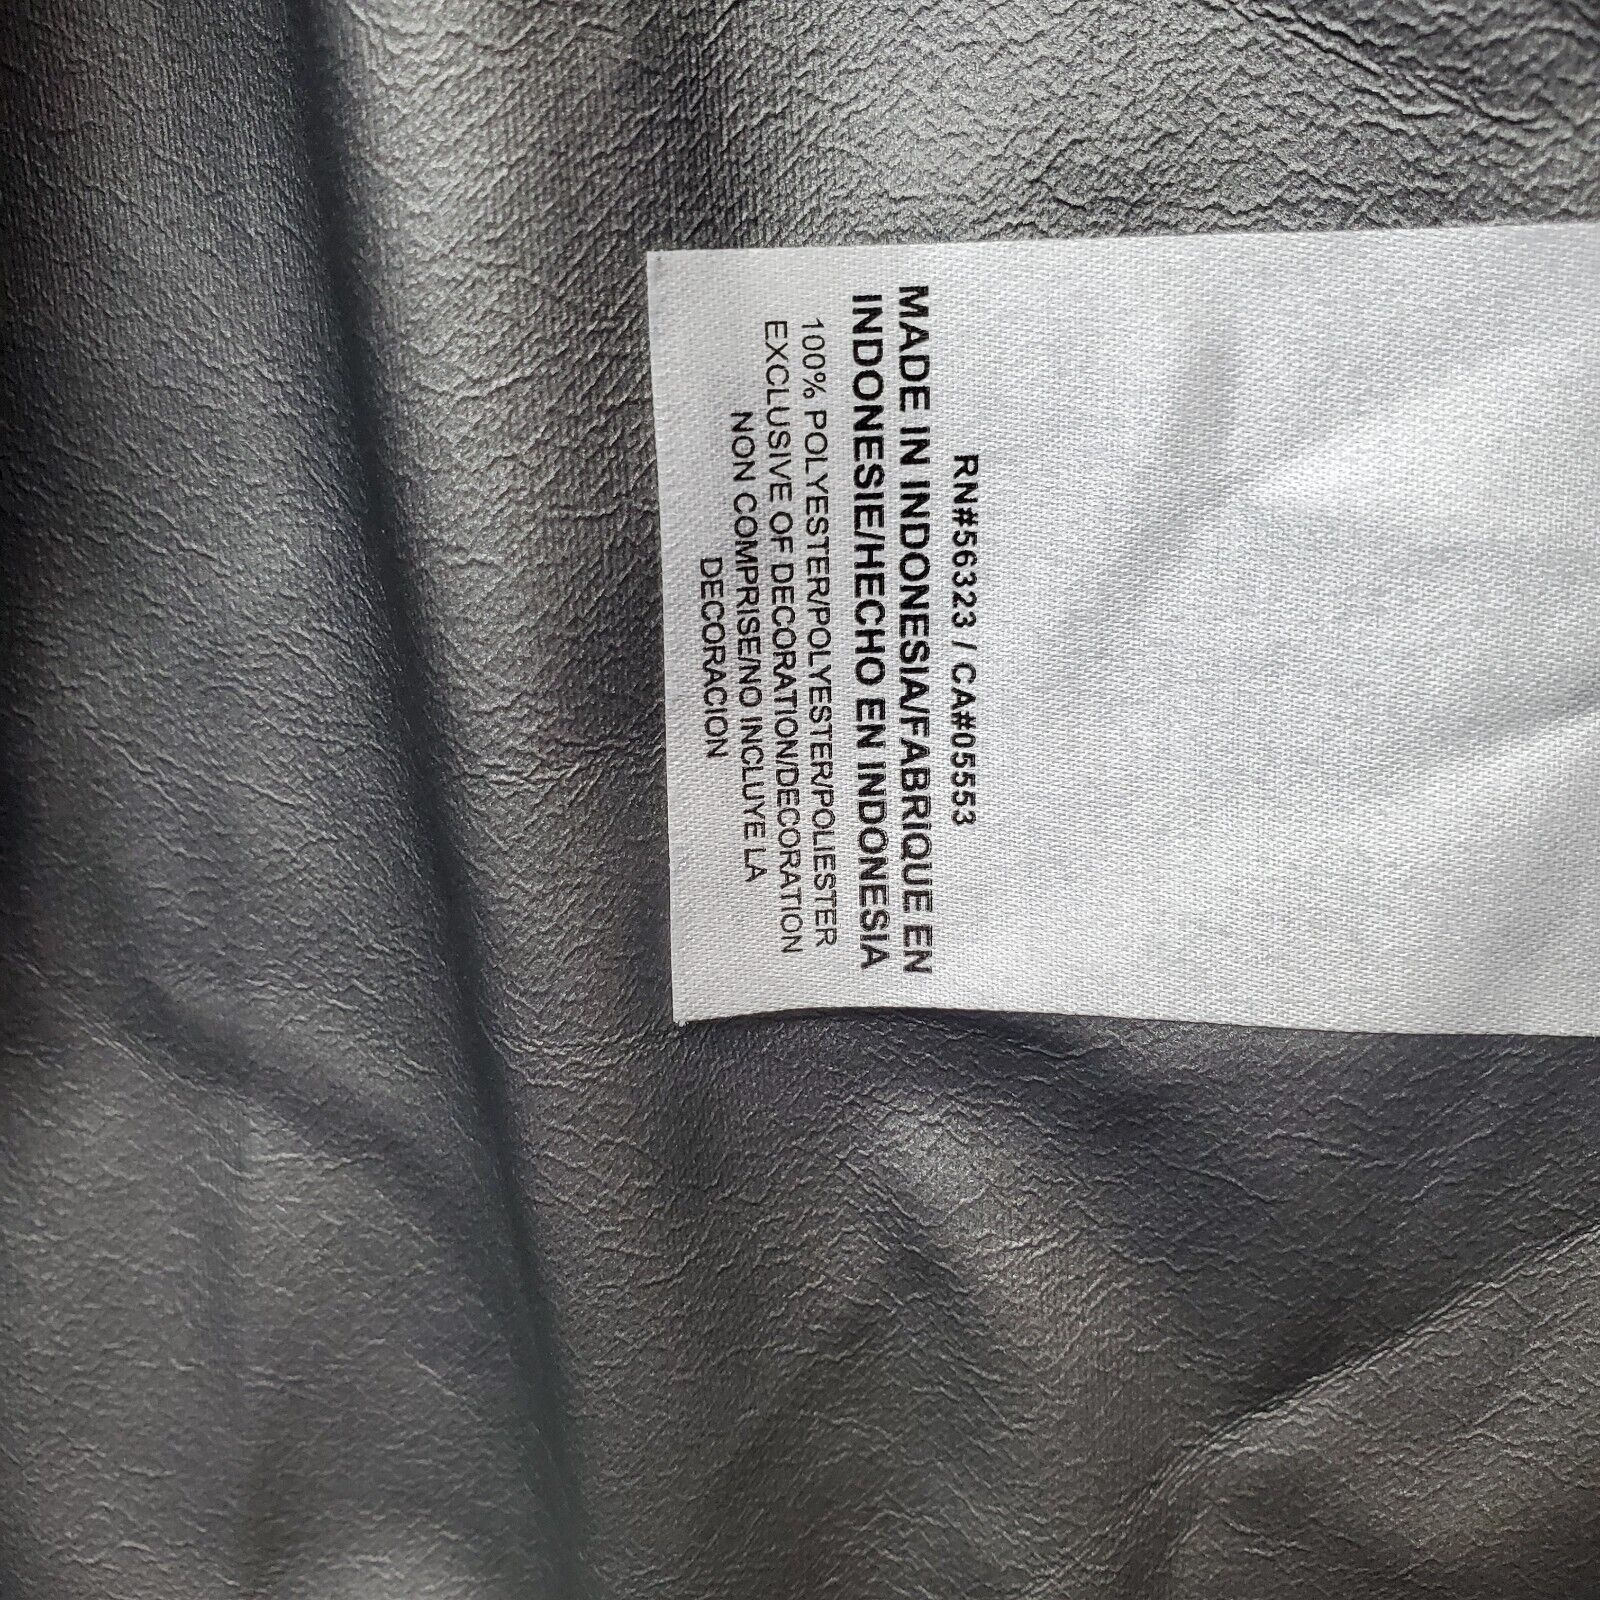 RN#56323 / CA#05553
MADE IN INDONESIA/FABRIQUE EN
INDONESIE/HECHO EN INDONESIA
100% POLYESTER/POLYESTER/POLIESTER
EXCLUSIVE OF DECORATION/DECORATION
NON COMPRISE/NO INCLUYE LA
DECORACION